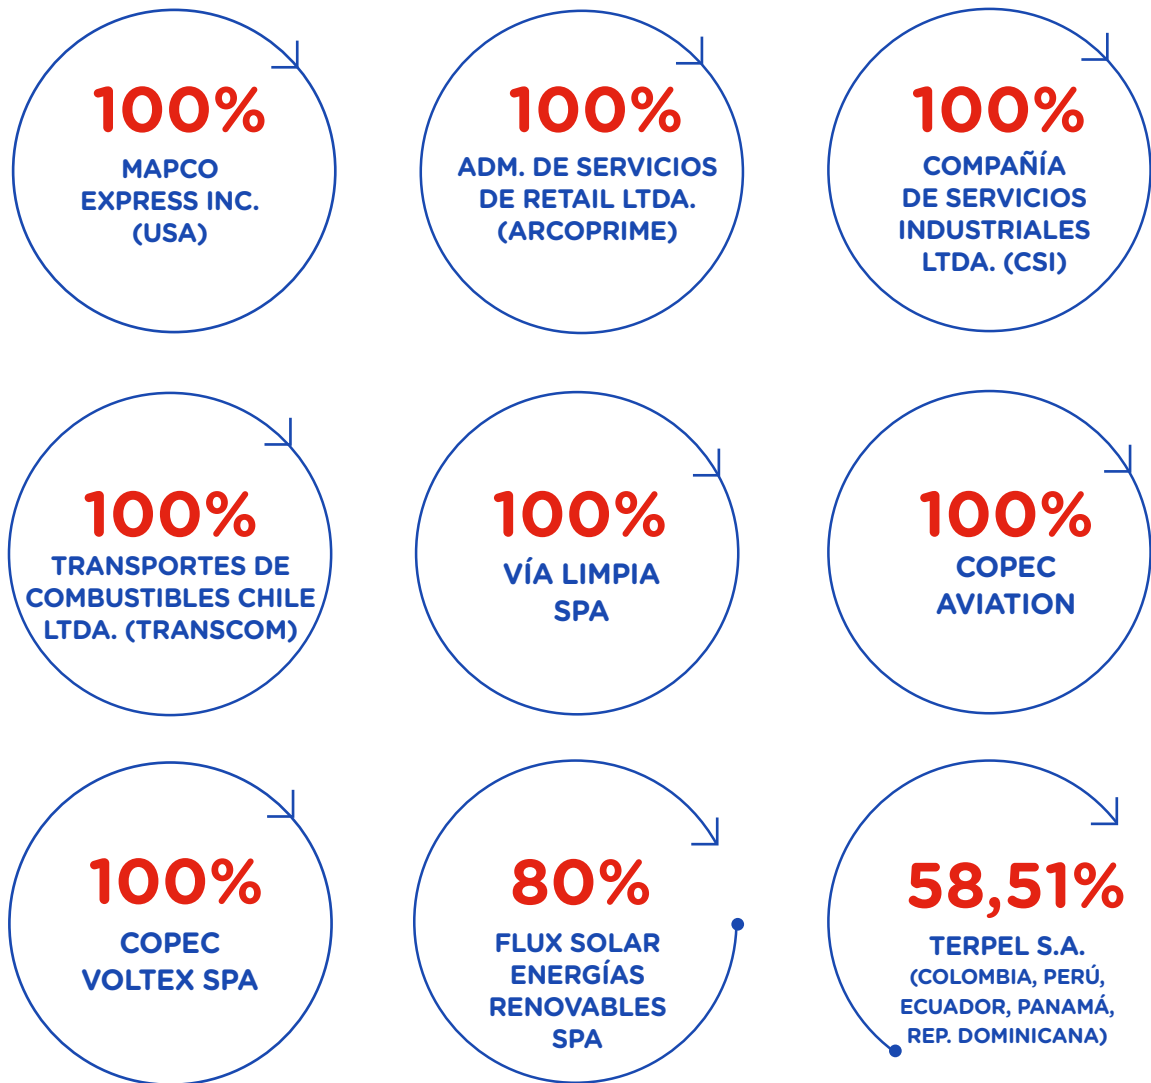 100%
MAPCO
EXPRESS INC.
(USA)
100%
ADM. DE SERVICIOS
DE RETAIL LTDA.
(ARCOPRIME)
100%
COMPAÑÍA
DE SERVICIOS
INDUSTRIALES
LTDA. (CSI)
100%
TRANSPORTES DE
COMBUSTIBLES CHILE
LTDA. (TRANSCOM)
100%
VÍA LIMPIA
SPA
100%
COPEC
AVIATION
100%
COPEC
VOLTEX SPA
80%
FLUX SOLAR
ENERGÍAS
RENOVABLES
SPA
58,51%
TERPEL S.A.
(COLOMBIA, PERÚ,
ECUADOR, PANAMÁ,
REP. DOMINICANA)